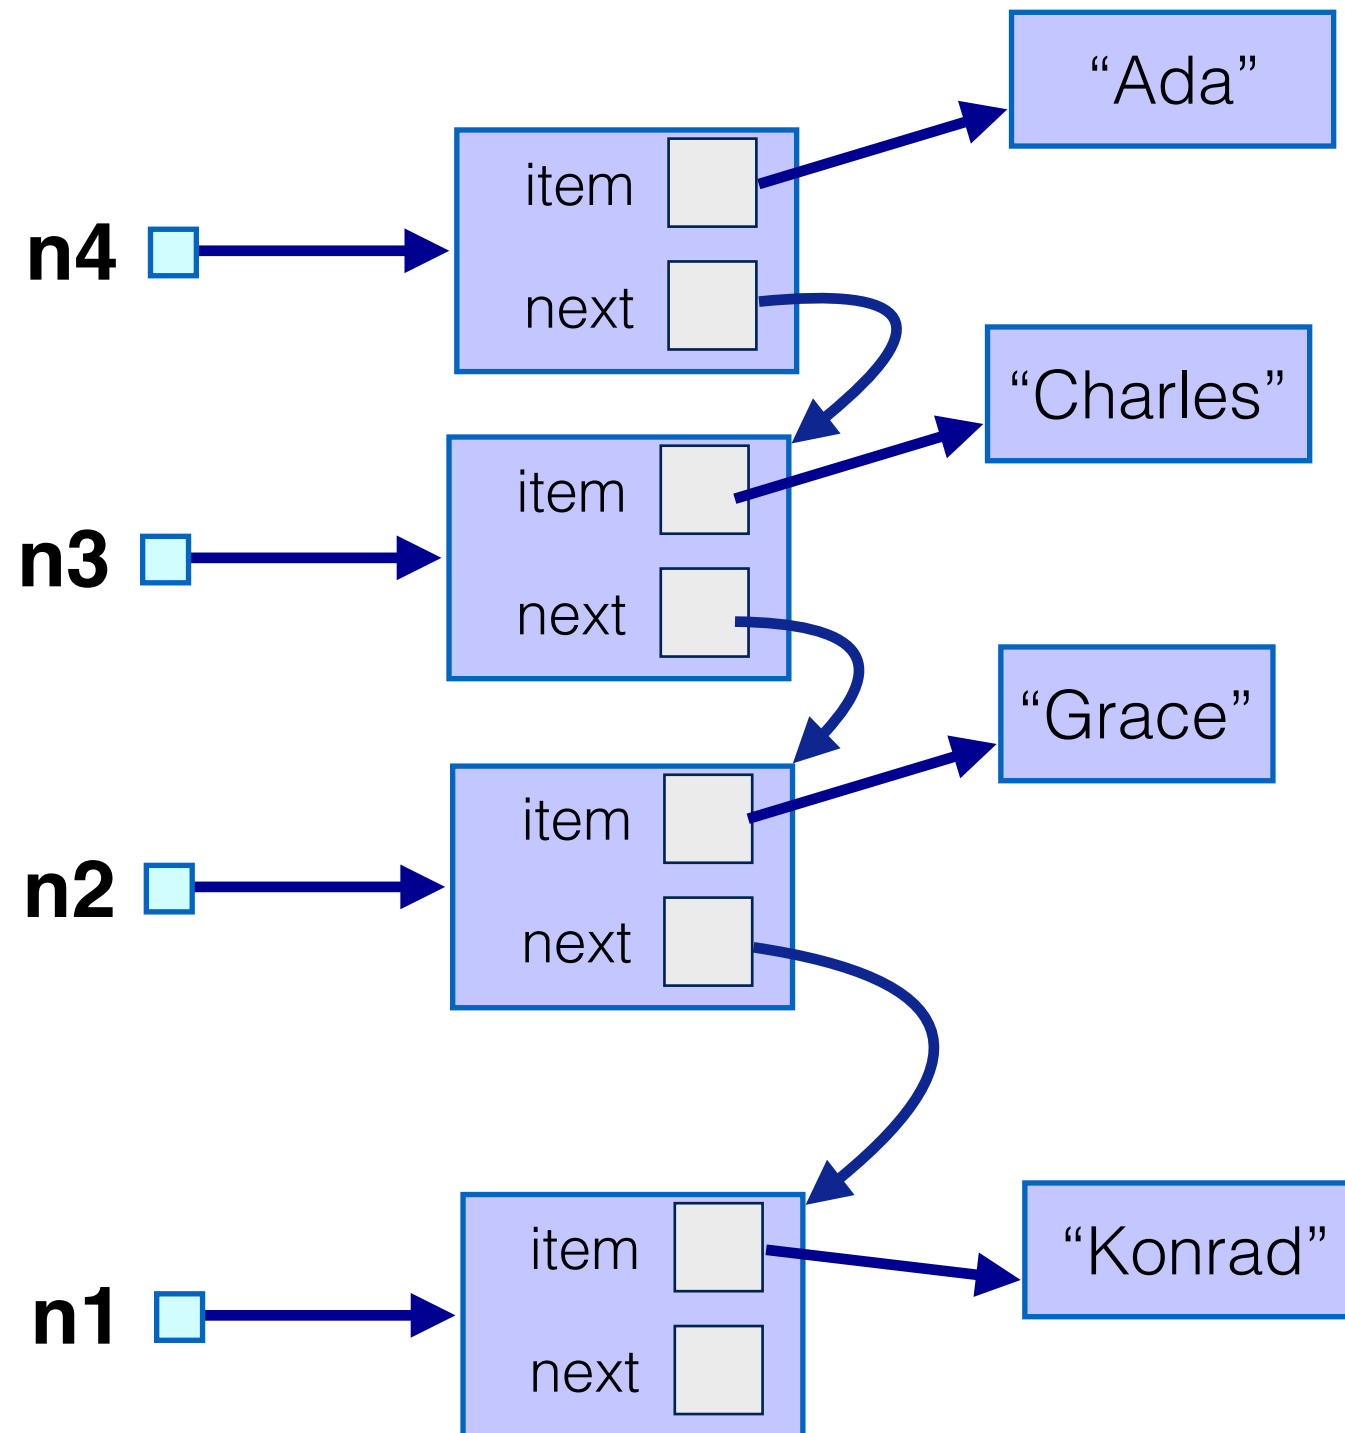 “Ada”
item
n4
next
“Charles”
item
n3
next
“Grace”
item
n2
next
“Konrad”
item
n1
next